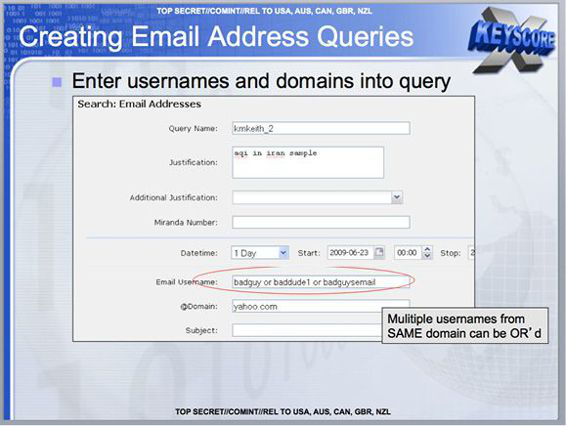 TOP SECRET//COMINT//REL TO USA, AUS, CAN, GBR, NZL
Creating Email Address Queries
X KEYSCORE
Enter usernames and domains into query
Search: Email Addresses
Query Name: kmkeith_2
Justification: aqi in iran sample
Additional Justification:
Miranda Number:
Datetime: 1 Day Start: 2009-06-23 00:00 Stop: 2
Email Username: badguy or baddude1 or badguysemail
@Domain: yahoo.com
Subject:
Mulitiple usernames from
SAME domain can be OR'd
TOP SECRET//COMINT//REL TO USA, AUS, CAN, GBR, NZL